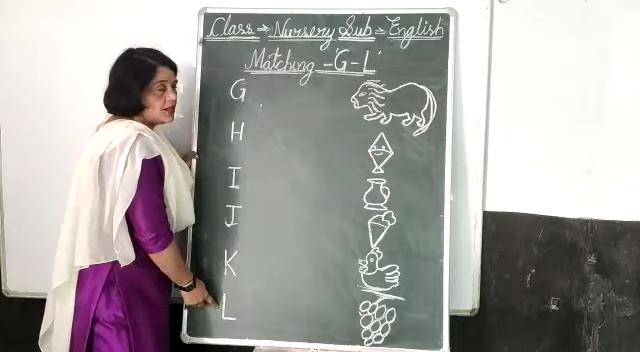 Class → Nursery Sub → English
Matching - 'G - L'
G
H
I
J
K
L